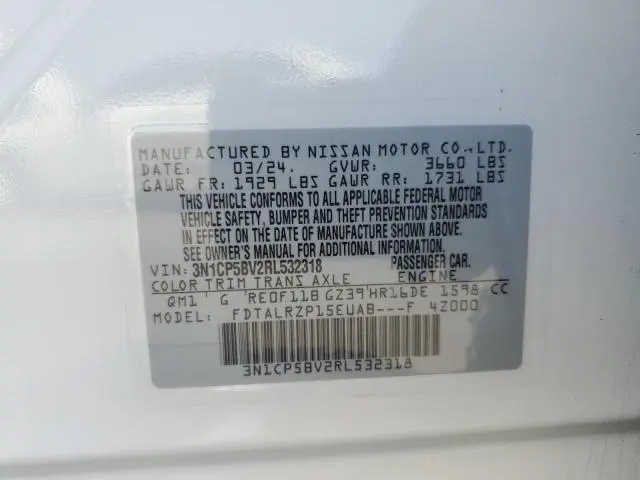 MANUFACTURED BY NISSAN MOTOR CO.,LTD.
DATE: 03/24. GVWR: 3660 LBS
GAWR FR: 1929 LBS GAWR RR: 1731 LBS
THIS VEHICLE CONFORMS TO ALL APPLICABLE FEDERAL MOTOR
VEHICLE SAFETY, BUMPER AND THEFT PREVENTION STANDARDS
IN EFFECT ON THE DATE OF MANUFACTURE SHOWN ABOVE.
SEE OWNER'S MANUAL FOR ADDITIONAL INFORMATION.
VIN: 3N1CP5BV2RL532318 PASSENGER CAR.
COLOR TRIM TRANS AXLE ENGINE
QM1 G RE0F11B GZ39 HR16DE 1598 CC
MODEL: FDTALRZP15EUAB---F 4Z000
3N1CP5BV2RL532318